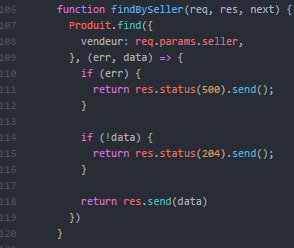 106 function findBySeller(req, res, next) {
107 Produit.find({
108 vendeur: req.params.seller,
109 }, (err, data) => {
110 if (err) {
111 return res.status(500).send();
112 }
113
114 if (!data) {
115 return res.status(204).send();
116 }
117
118 return res.send(data)
119 })
120 }